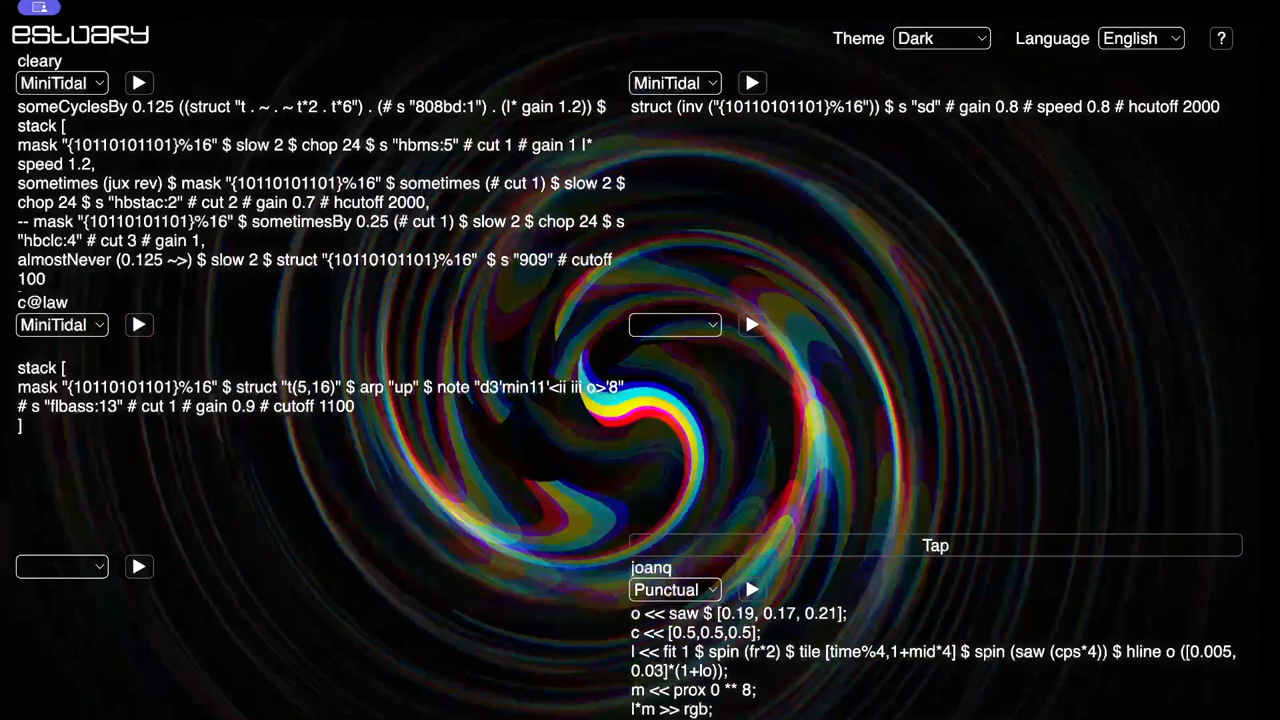 eStUaRY
Theme Dark Language English ?
cleary
MiniTidal
someCyclesBy 0.125 ((struct "t . ~ . ~ t*2 . t*6") . (# s "808bd:1") . (|* gain 1.2)) $
stack [
mask "{10110101101}%16" $ slow 2 $ chop 24 $ s "hbms:5" # cut 1 # gain 1 |*
speed 1.2,
sometimes (jux rev) $ mask "{10110101101}%16" $ sometimes (# cut 1) $ slow 2 $
chop 24 $ s "hbstac:2" # cut 2 # gain 0.7 # hcutoff 2000,
-- mask "{10110101101}%16" $ sometimesBy 0.25 (# cut 1) $ slow 2 $ chop 24 $ s
"hbclc:4" # cut 3 # gain 1,
almostNever (0.125 ~>) $ slow 2 $ struct "{10110101101}%16"  $ s "909" # cutoff
100
MiniTidal
struct (inv ("{10110101101}%16")) $ s "sd" # gain 0.8 # speed 0.8 # hcutoff 2000
c@law
MiniTidal
stack [
mask "{10110101101}%16" $ struct "t(5,16)" $ arp "up" $ note "d3'min11'<ii iii o>'8"
# s "flbass:13" # cut 1 # gain 0.9 # cutoff 1100
]
Tap
joanq
Punctual
o << saw $ [0.19, 0.17, 0.21];
c << [0.5,0.5,0.5];
l << fit 1 $ spin (fr*2) $ tile [time%4,1+mid*4] $ spin (saw (cps*4)) $ hline o ([0.005,
0.03]*(1+lo));
m << prox 0 ** 8;
l*m >> rgb;